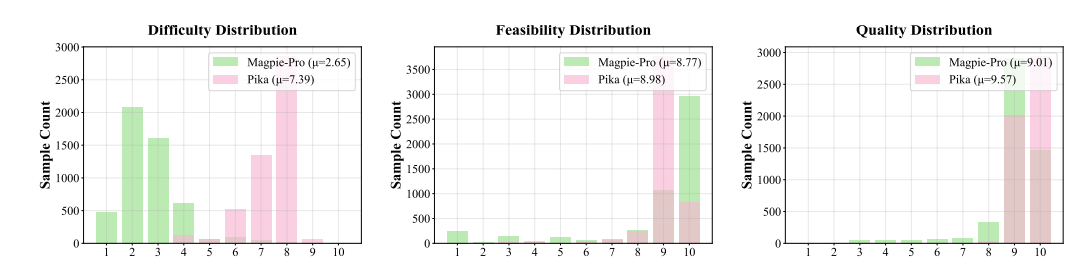 Difficulty Distribution
3000
2500
2000
1500
1000
500
0
Sample Count
Magpie-Pro (μ=2.65)
Pika (μ=7.39)
1 2 3 4 5 6 7 8 9 10
Feasibility Distribution
3500
3000
2500
2000
1500
1000
500
0
Sample Count
Magpie-Pro (μ=8.77)
Pika (μ=8.98)
1 2 3 4 5 6 7 8 9 10
Quality Distribution
3000
2500
2000
1500
1000
500
0
Sample Count
Magpie-Pro (μ=9.01)
Pika (μ=9.57)
1 2 3 4 5 6 7 8 9 10